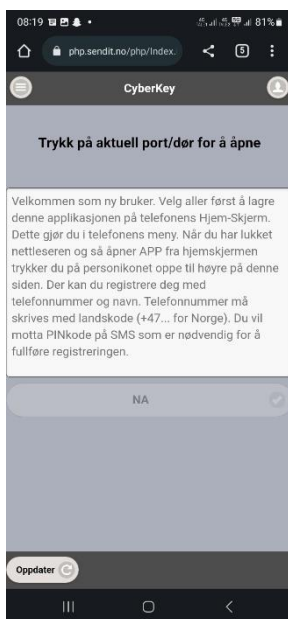 08:19
81%
php.sendit.no/php/Index.
5
CyberKey
Trykk på aktuell port/dør for å åpne
Velkommen som ny bruker. Velg aller først å lagre
denne applikasjonen på telefonens Hjem-Skjerm.
Dette gjør du i telefonens meny. Når du har lukket
nettleseren og så åpner APP fra hjemskjermen
trykker du på personikonet oppe til høyre på denne
siden. Der kan du registrere deg med
telefonnummer og navn. Telefonnummer må
skrives med landskode (+47... for Norge). Du vil
motta PINkode på SMS som er nødvendig for å
fullføre registreringen.
NA
Oppdater